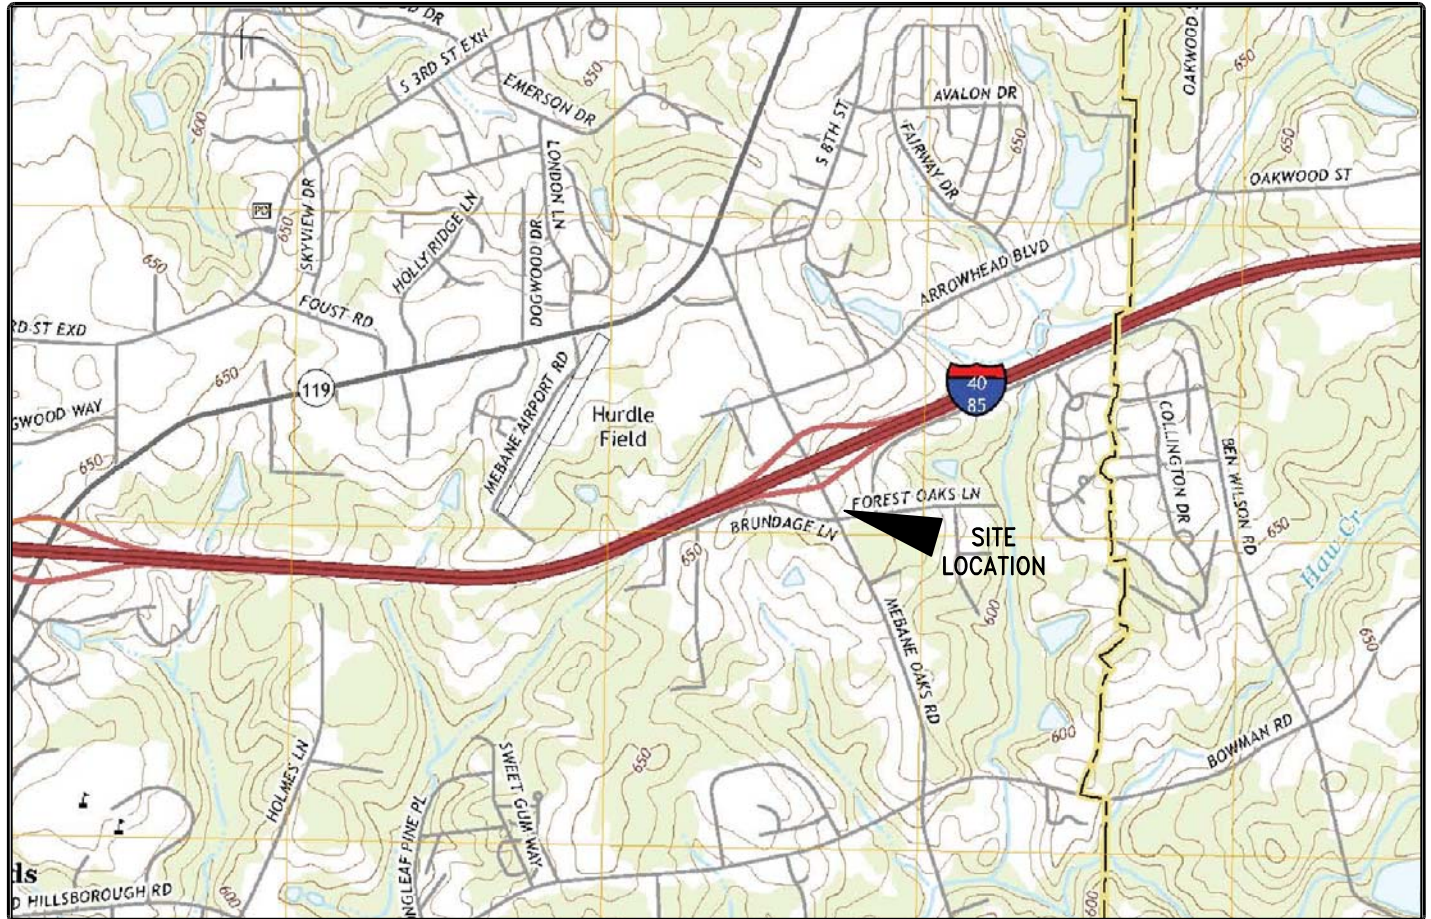 S 3RD ST EXN
EMERSON DR
650
OAKWOOD
650
AVALON DR
600
S 8TH ST
FAIRWAY DR
650
650
LONDON LN
OAKWOOD ST
PD
SKYVIEW DR
650
HOLLY RIDGE LN
DOGWOOD DR
650
ARROWHEAD BLVD
FOUST RD
RD ST EXD
650
119
MEBANE AIRPORT RD
Hurdle
Field
40
85
GWOOD WAY
COLLINGTON DR
BEN WILSON RD
650
FOREST OAKS LN
BRUNDAGE LN
650
SITE
LOCATION
650
Haw Cr
600
MEBANE OAKS RD
650
600
BOWMAN RD
650
HOLMES LN
SWEET GUM WAY
NGLEAF PINE PL
ds
D HILLSBOROUGH RD
600
600